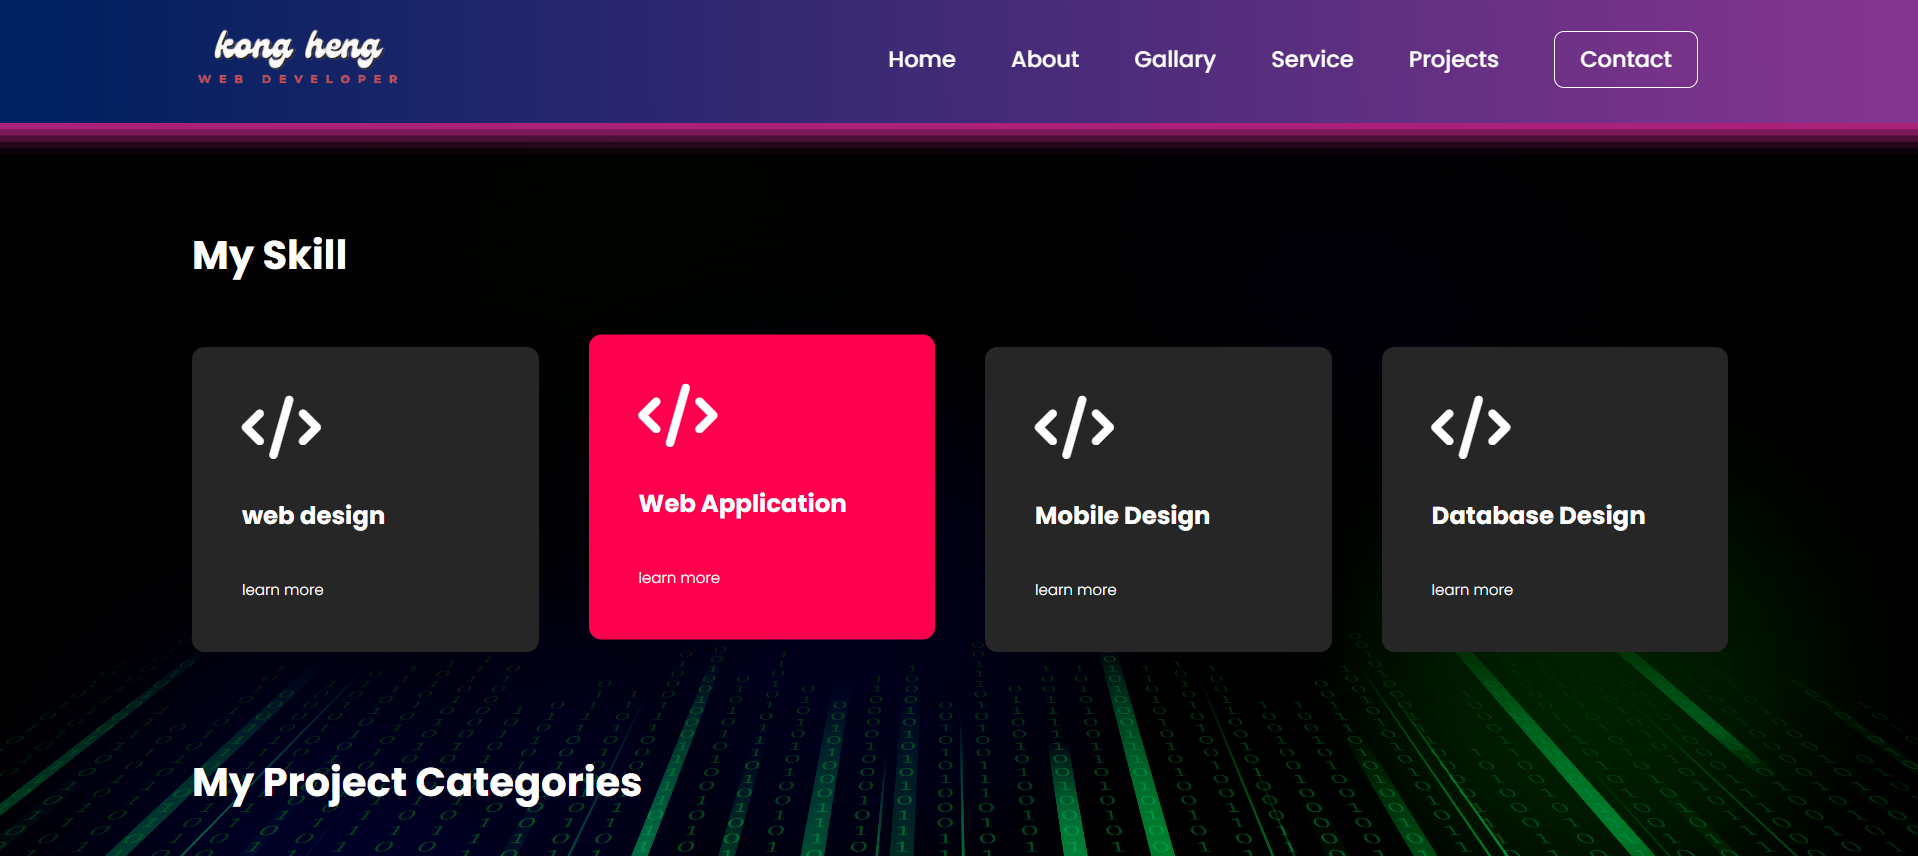 kong heng
WEB DEVELOPER
Home About Gallary Service Projects Contact
My Skill
web design
learn more
Web Application
learn more
Mobile Design
learn more
Database Design
learn more
My Project Categories